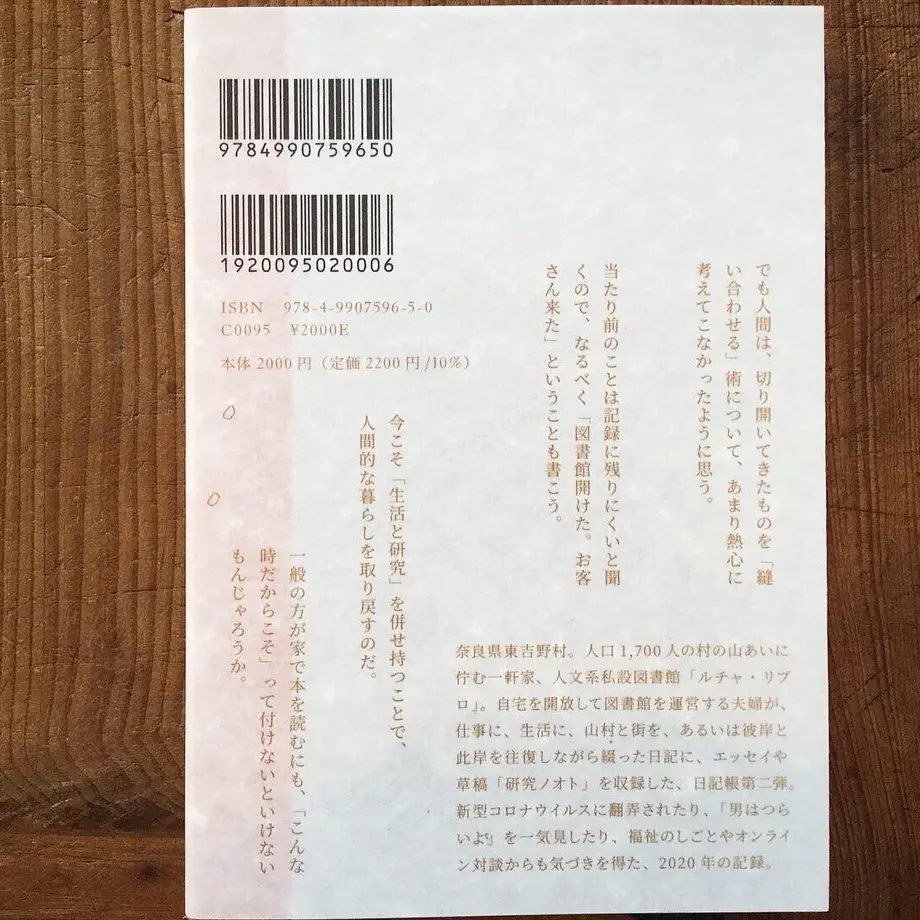 9784990759650
1920095020006
ISBN 978-4-9907596-5-0
C0095 ¥2000E
本体 2000 円（定価 2200 円 /10%）
でも人間は、切り開いてきたものを「縫
い合わせる」術について、あまり熱心に
考えてこなかったように思う。
当たり前のことは記録に残りにくいと聞
くので、なるべく「図書館開けた。お客
さん来た」ということも書こう。
今こそ「生活と研究」を併せ持つことで、
人間的な暮らしを取り戻すのだ。
一般の方が家で本を読むにも、「こんな
時だからこそ」って付けないといけない
もんじゃろうか。
奈良県東吉野村。人口 1,700 人の村の山あいに
佇む一軒家、人文系私設図書館「ルチャ・リブ
ロ」。自宅を開放して図書館を運営する夫婦が、
仕事に、生活に、山村と街を、あるいは彼岸と
此岸を往復しながら綴った日記に、エッセイや
草稿「研究ノオト」を収録した、日記帳第二弾。
新型コロナウイルスに翻弄されたり、「男はつら
いよ」を一気見したり、福祉のしごとやオンライ
ン対談からも気づきを得た、2020 年の記録。